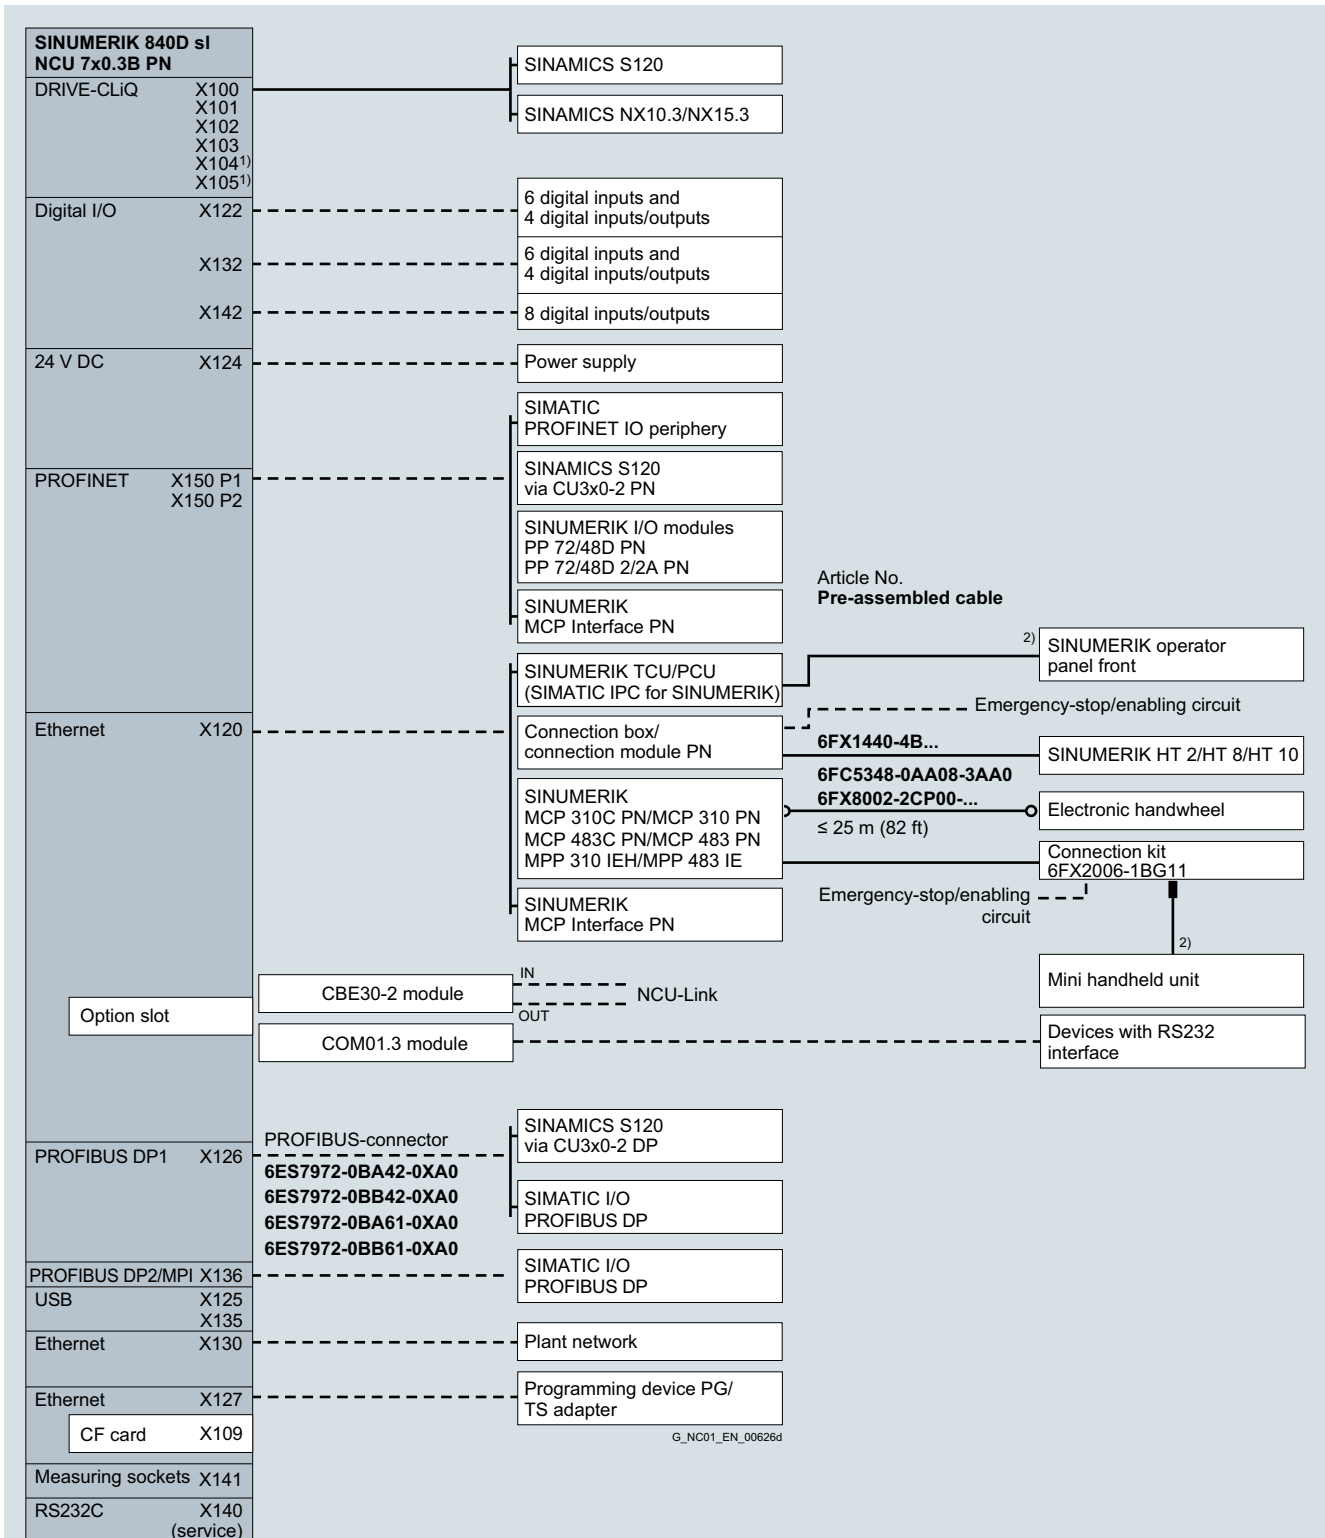 SINUMERIK 840D sl
NCU 7x0.3B PN
DRIVE-CLiQ X100
X101
X102
X103
X104 1)
X105 1)
SINAMICS S120
SINAMICS NX10.3/NX15.3
Digital I/O X122
6 digital inputs and
4 digital inputs/outputs
X132
6 digital inputs and
4 digital inputs/outputs
X142
8 digital inputs/outputs
24 V DC X124
Power supply
PROFINET X150 P1
X150 P2
SIMATIC
PROFINET IO periphery
SINAMICS S120
via CU3x0-2 PN
SINUMERIK I/O modules
PP 72/48D PN
PP 72/48D 2/2A PN
SINUMERIK
MCP Interface PN
Article No.
Pre-assembled cable
Ethernet X120
SINUMERIK TCU/PCU
(SIMATIC IPC for SINUMERIK)
2)
SINUMERIK operator
panel front
Connection box/
connection module PN
Emergency-stop/enabling circuit
6FX1440-4B...
SINUMERIK HT 2/HT 8/HT 10
SINUMERIK
MCP 310C PN/MCP 310 PN
MCP 483C PN/MCP 483 PN
MPP 310 IEH/MPP 483 IE
6FC5348-0AA08-3AA0
6FX8002-2CP00-...
≤ 25 m (82 ft)
Electronic handwheel
Connection kit
6FX2006-1BG11
Emergency-stop/enabling
circuit
2)
Mini handheld unit
SINUMERIK
MCP Interface PN
Option slot
CBE30-2 module
IN
OUT
NCU-Link
COM01.3 module
Devices with RS232
interface
PROFIBUS DP1 X126
PROFIBUS-connector
6ES7972-0BA42-0XA0
6ES7972-0BB42-0XA0
6ES7972-0BA61-0XA0
6ES7972-0BB61-0XA0
SINAMICS S120
via CU3x0-2 DP
SIMATIC I/O
PROFIBUS DP
PROFIBUS DP2/MPI X136
SIMATIC I/O
PROFIBUS DP
USB X125
X135
Ethernet X130
Plant network
Ethernet X127
Programming device PG/
TS adapter
G_NC01_EN_00626d
CF card X109
Measuring sockets X141
RS232C X140
(service)